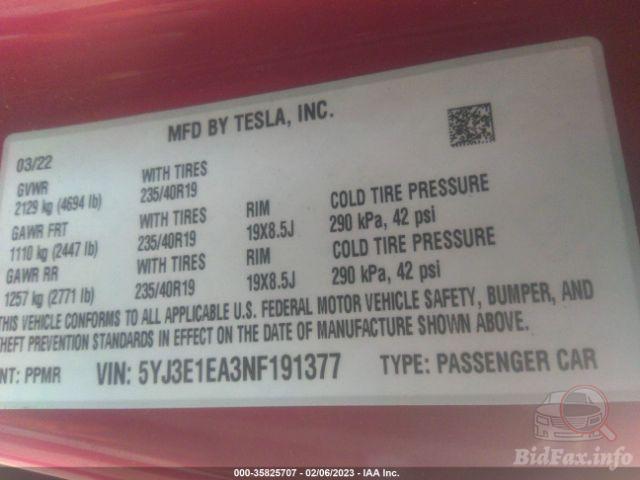 MFD BY TESLA, INC.
03/22
GVWR WITH TIRES
2129 kg (4694 lb) 235/40R19
GAWR FRT WITH TIRES RIM COLD TIRE PRESSURE
1110 kg (2447 lb) 235/40R19 19X8.5J 290 kPa, 42 psi
GAWR RR WITH TIRES RIM COLD TIRE PRESSURE
1257 kg (2771 lb) 235/40R19 19X8.5J 290 kPa, 42 psi
THIS VEHICLE CONFORMS TO ALL APPLICABLE U.S. FEDERAL MOTOR VEHICLE SAFETY, BUMPER, AND
THEFT PREVENTION STANDARDS IN EFFECT ON THE DATE OF MANUFACTURE SHOWN ABOVE.
NT: PPMR VIN: 5YJ3E1EA3NF191377 TYPE: PASSENGER CAR
BidFax.info
000-35825707 - 02/06/2023 - IAA Inc.